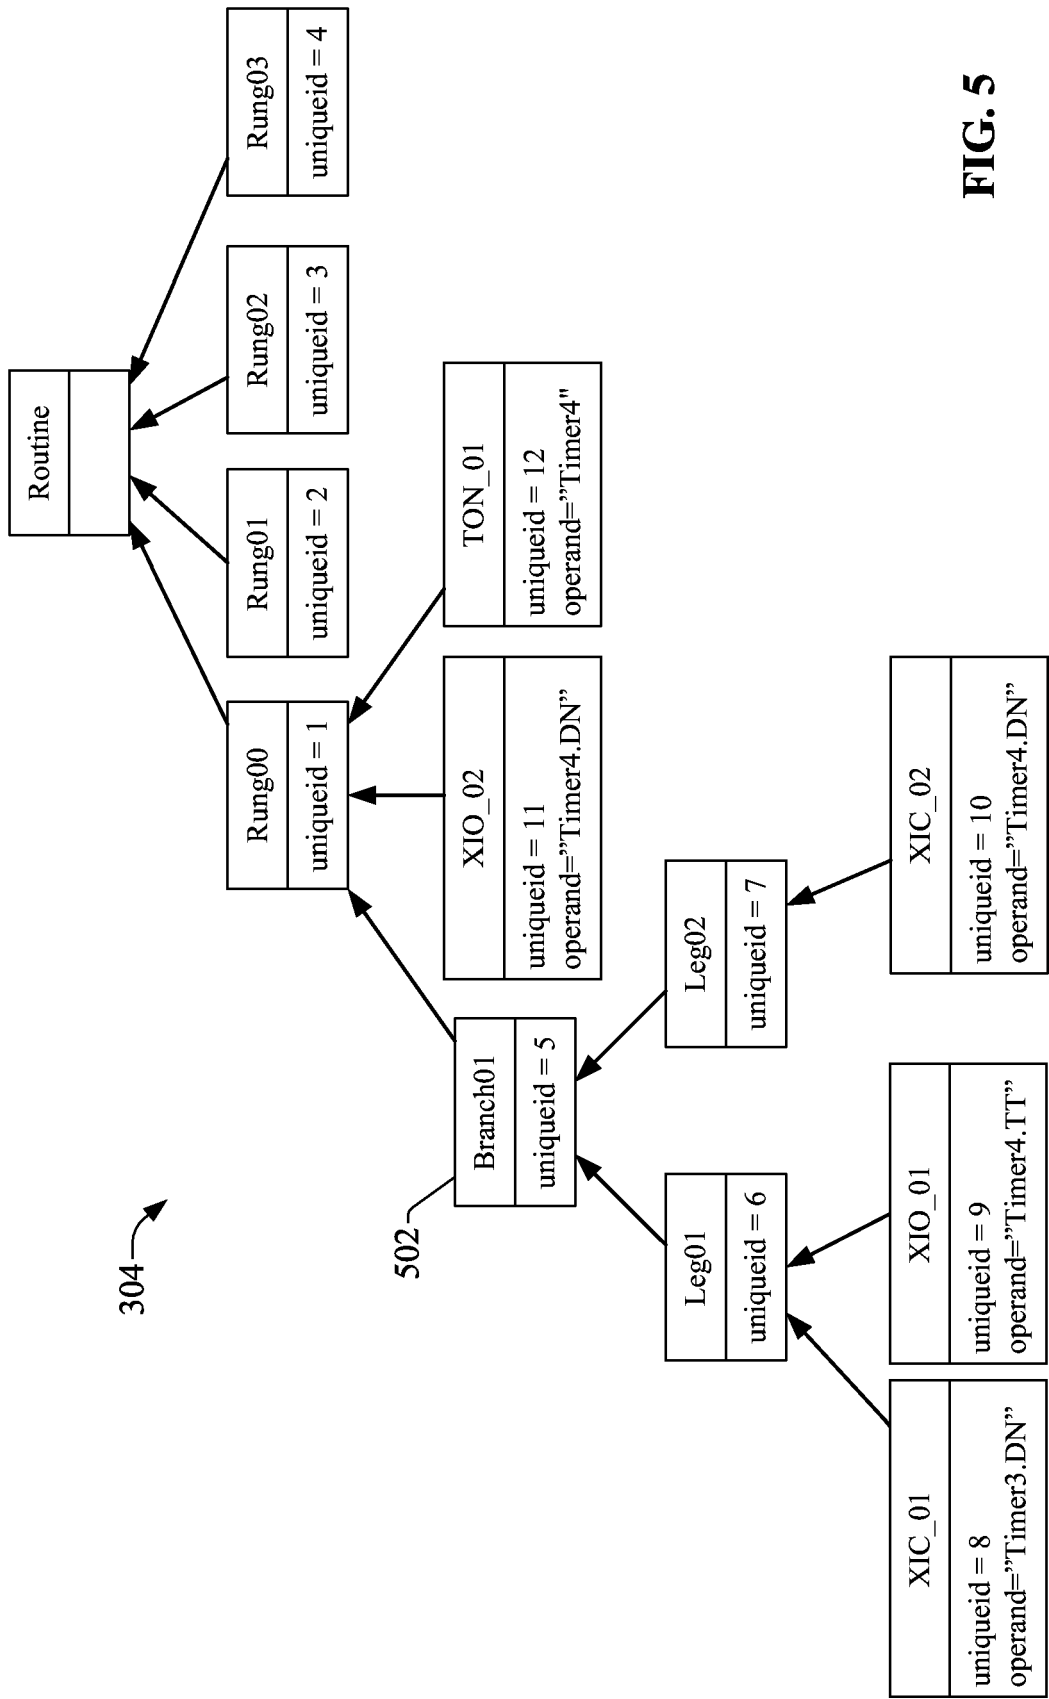 304
Routine
Rung00
uniqueid = 1
Rung01
uniqueid = 2
Rung02
uniqueid = 3
Rung03
uniqueid = 4
502
Branch01
uniqueid = 5
XIO_02
uniqueid = 11
operand=”Timer4.DN”
TON_01
uniqueid = 12
operand=”Timer4"
Leg01
uniqueid = 6
Leg02
uniqueid = 7
XIC_01
uniqueid = 8
operand=”Timer3.DN”
XIO_01
uniqueid = 9
operand=”Timer4.TT”
XIC_02
uniqueid = 10
operand=”Timer4.DN”
FIG. 5